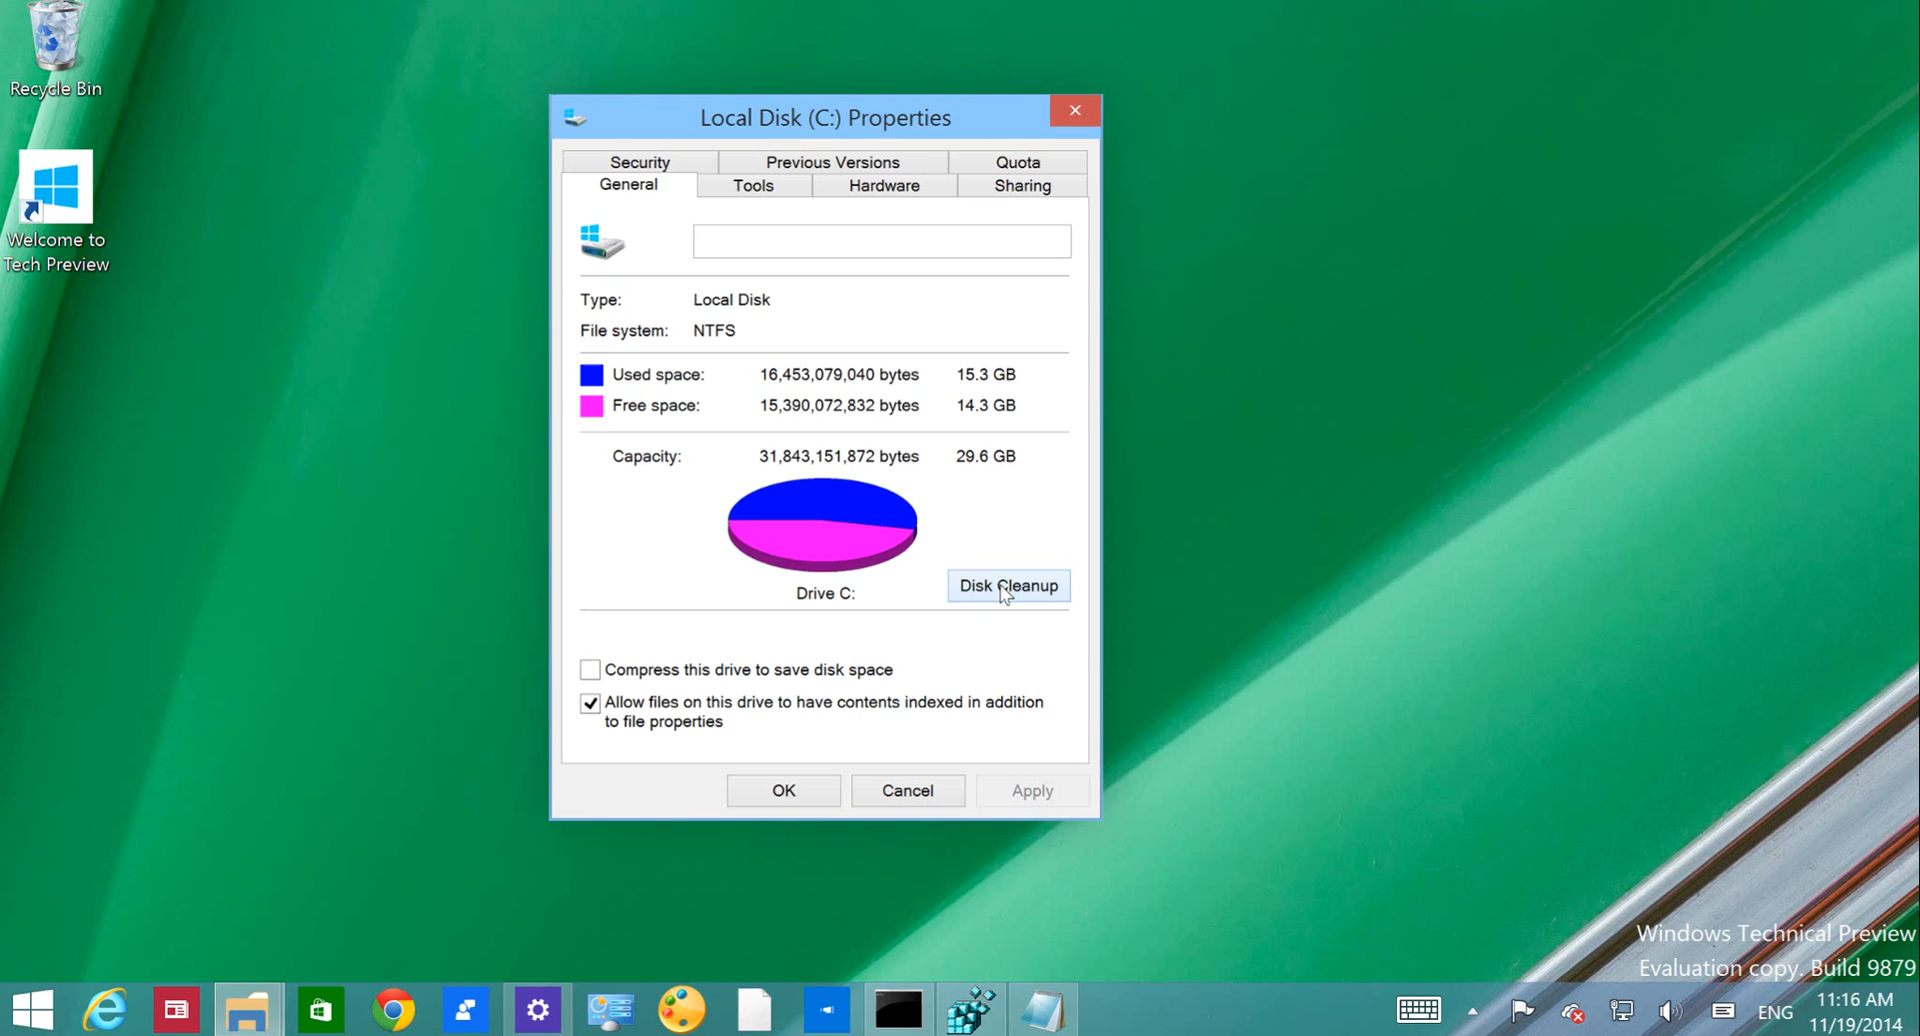 Recycle Bin
Welcome to
Tech Preview
Local Disk (C:) Properties
Security Previous Versions Quota
General Tools Hardware Sharing
Type: Local Disk
File system: NTFS
Used space: 16,453,079,040 bytes 15.3 GB
Free space: 15,390,072,832 bytes 14.3 GB
Capacity: 31,843,151,872 bytes 29.6 GB
Drive C:
Disk Cleanup
Compress this drive to save disk space
Allow files on this drive to have contents indexed in addition
to file properties
OK Cancel Apply
Windows Technical Preview
Evaluation copy. Build 9879
ENG
11:16 AM
11/19/2014